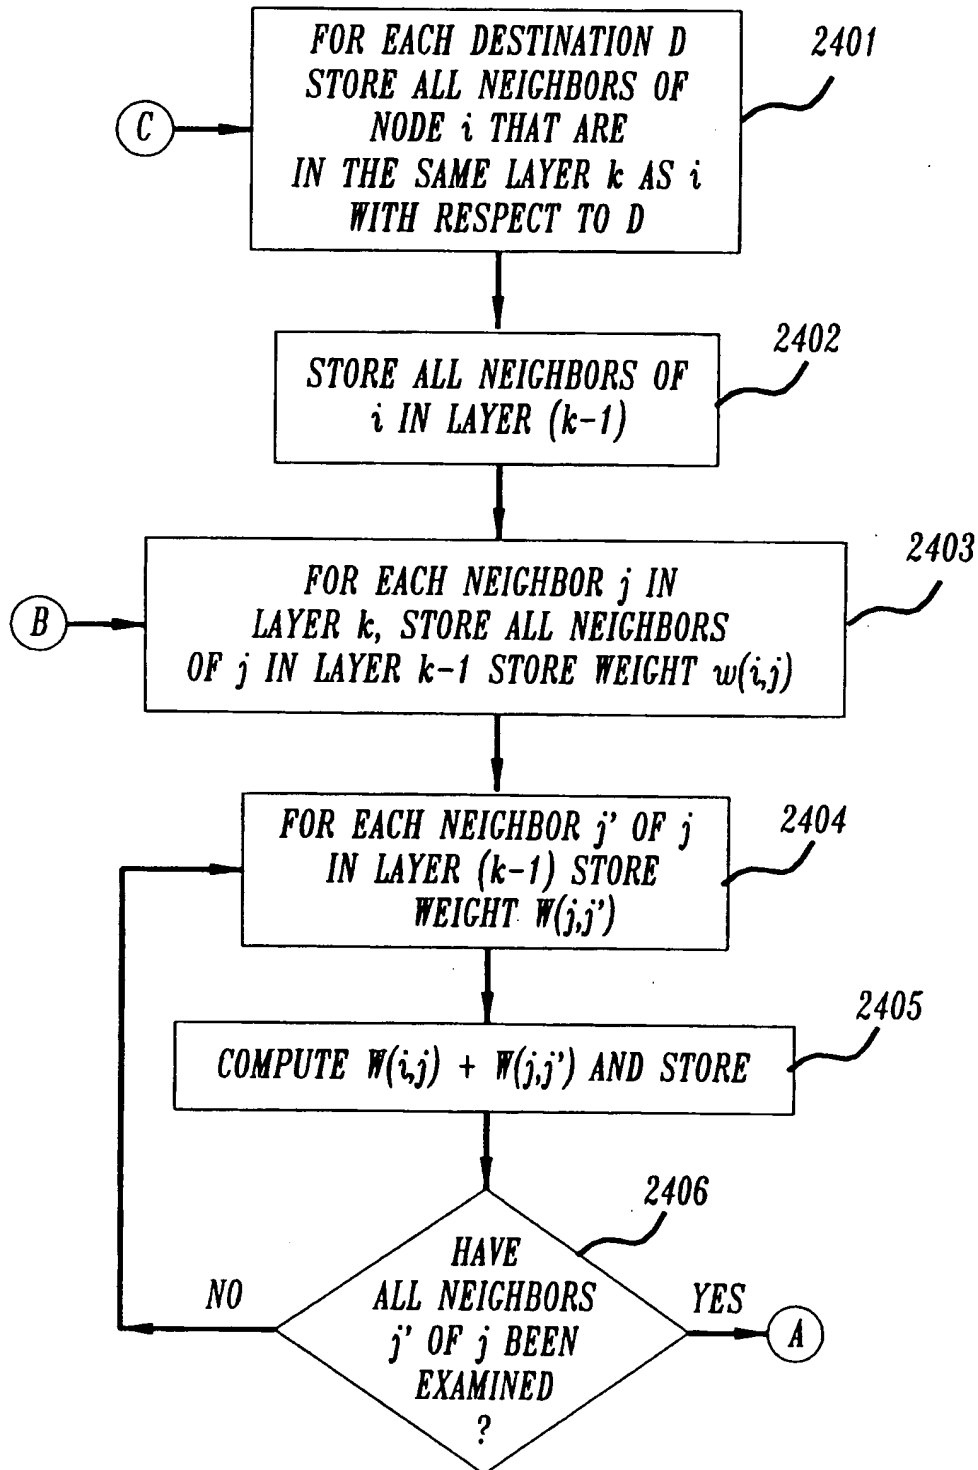 FOR EACH DESTINATION D
STORE ALL NEIGHBORS OF
NODE i THAT ARE
IN THE SAME LAYER k AS i
WITH RESPECT TO D
2401
C
STORE ALL NEIGHBORS OF
i IN LAYER (k-1)
2402
FOR EACH NEIGHBOR j IN
LAYER k, STORE ALL NEIGHBORS
OF j IN LAYER k-1 STORE WEIGHT w(i,j)
2403
B
FOR EACH NEIGHBOR j' OF j
IN LAYER (k-1) STORE
WEIGHT W(j,j')
2404
COMPUTE W(i,j) + W(j,j') AND STORE
2405
HAVE
ALL NEIGHBORS
j' OF j BEEN
EXAMINED
?
2406
NO
YES
A